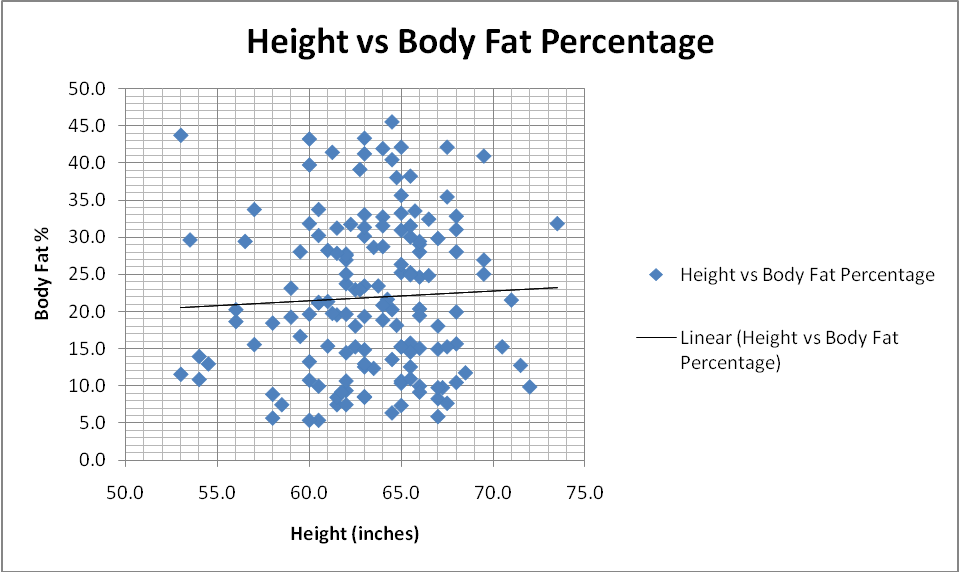 Height vs Body Fat Percentage
50.0
45.0
40.0
35.0
30.0
25.0
20.0
15.0
10.0
5.0
0.0
Body Fat %
50.0 55.0 60.0 65.0 70.0 75.0
Height (inches)
Height vs Body Fat Percentage
Linear (Height vs Body Fat
Percentage)